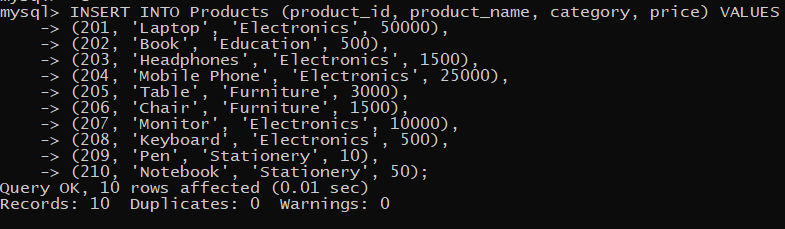 mysql> INSERT INTO Products (product_id, product_name, category, price) VALUES
    -> (201, 'Laptop', 'Electronics', 50000),
    -> (202, 'Book', 'Education', 500),
    -> (203, 'Headphones', 'Electronics', 1500),
    -> (204, 'Mobile Phone', 'Electronics', 25000),
    -> (205, 'Table', 'Furniture', 3000),
    -> (206, 'Chair', 'Furniture', 1500),
    -> (207, 'Monitor', 'Electronics', 10000),
    -> (208, 'Keyboard', 'Electronics', 500),
    -> (209, 'Pen', 'Stationery', 10),
    -> (210, 'Notebook', 'Stationery', 50);
Query OK, 10 rows affected (0.01 sec)
Records: 10  Duplicates: 0  Warnings: 0